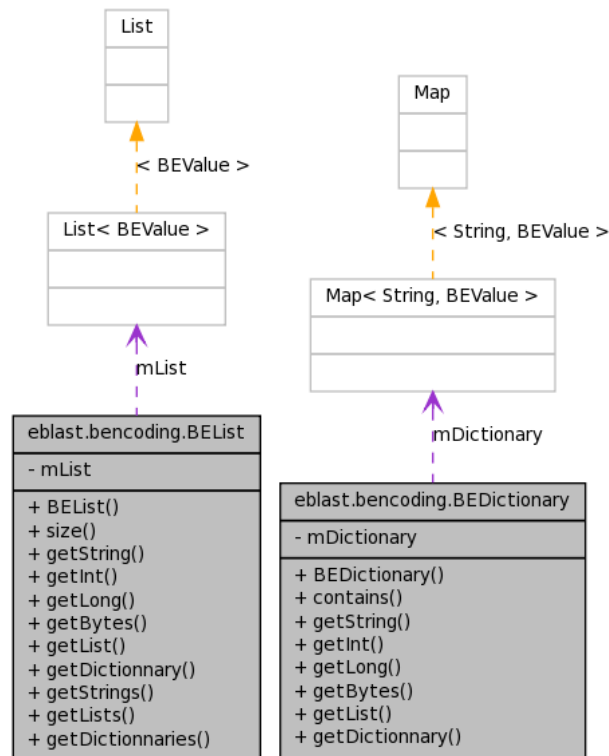 List
< BEValue >
List< BEValue >
mList
eblast.bencoding.BEList
- mList
+ BEList()
+ size()
+ getString()
+ getInt()
+ getLong()
+ getBytes()
+ getList()
+ getDictionnary()
+ getStrings()
+ getLists()
+ getDictionnaries()
Map
< String, BEValue >
Map< String, BEValue >
mDictionary
eblast.bencoding.BEDictionary
- mDictionary
+ BEDictionary()
+ contains()
+ getString()
+ getInt()
+ getLong()
+ getBytes()
+ getList()
+ getDictionnary()